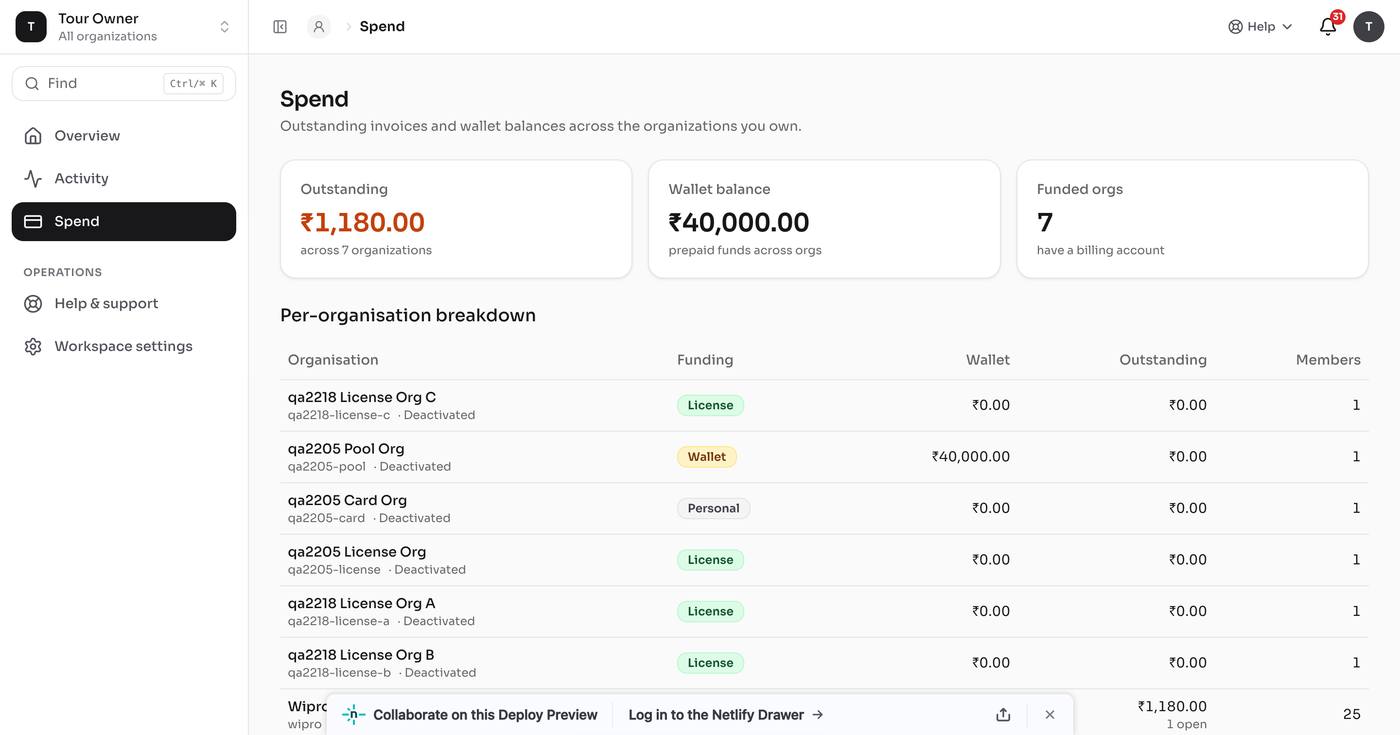 T
Tour Owner
All organizations
Spend
Help
31
T
Find
Ctrl/⌘ K
Overview
Activity
Spend
OPERATIONS
Help & support
Workspace settings
Spend
Outstanding invoices and wallet balances across the organizations you own.
Outstanding
₹1,180.00
across 7 organizations
Wallet balance
₹40,000.00
prepaid funds across orgs
Funded orgs
7
have a billing account
Per-organisation breakdown
Organisation Funding Wallet Outstanding Members
qa2218 License Org C
qa2218-license-c · Deactivated
License ₹0.00 ₹0.00 1
qa2205 Pool Org
qa2205-pool · Deactivated
Wallet ₹40,000.00 ₹0.00 1
qa2205 Card Org
qa2205-card · Deactivated
Personal ₹0.00 ₹0.00 1
qa2205 License Org
qa2205-license · Deactivated
License ₹0.00 ₹0.00 1
qa2218 License Org A
qa2218-license-a · Deactivated
License ₹0.00 ₹0.00 1
qa2218 License Org B
qa2218-license-b · Deactivated
License ₹0.00 ₹0.00 1
Wipro
wipro
₹1,180.00
1 open
25
Collaborate on this Deploy Preview
Log in to the Netlify Drawer →